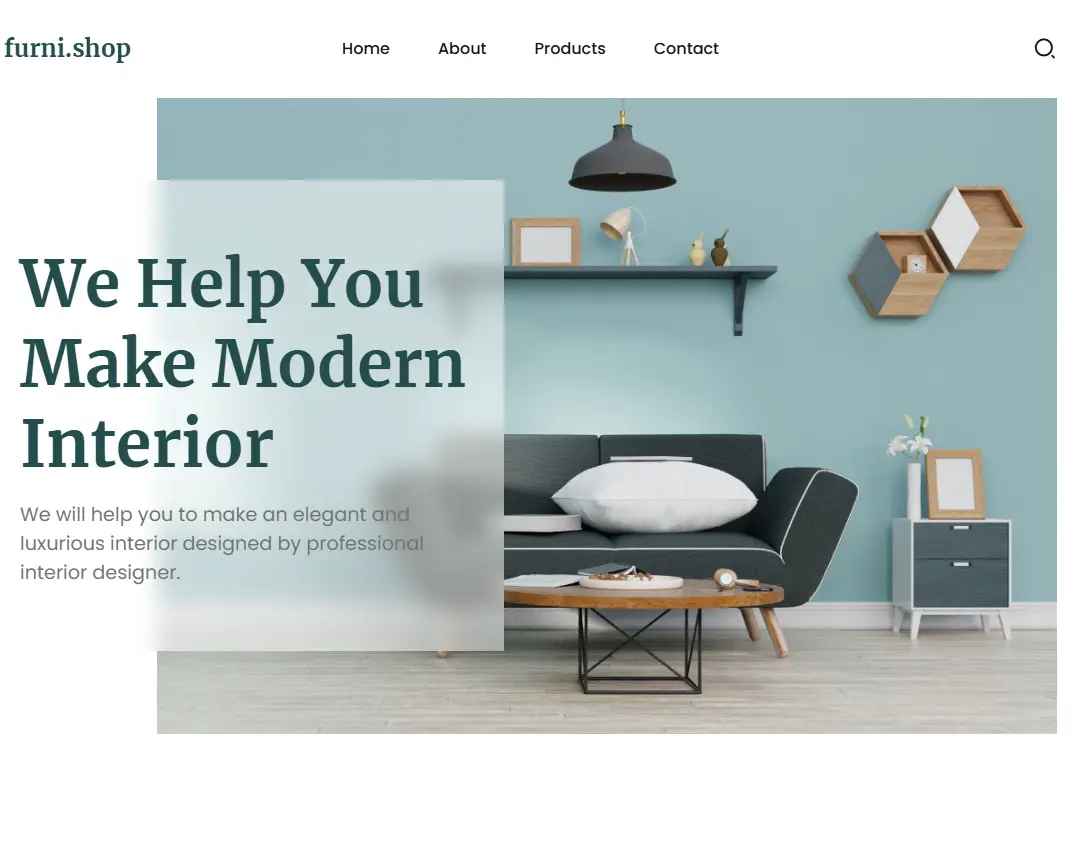 furni.shop
Home About Products Contact
We Help You
Make Modern
Interior
We will help you to make an elegant and
luxurious interior designed by professional
interior designer.